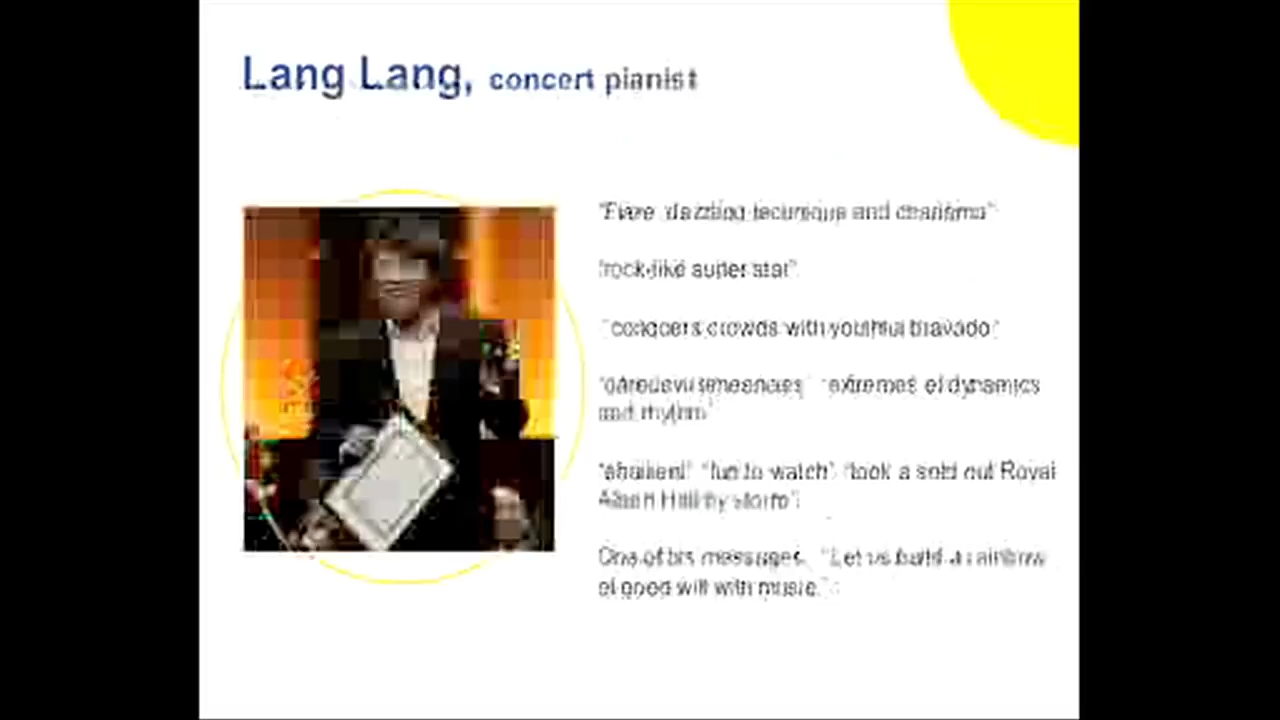 Lang Lang, concert pianist
dazzling technique and charisma"
"rock-like super star"
"conquers crowds with youthful bravado"
"extremes of dynamics
and rhythm"
"fun to watch" "took a sold out Royal
Albert Hall by storm"
One of his messages, "Let us build a rainbow
of good will with music."